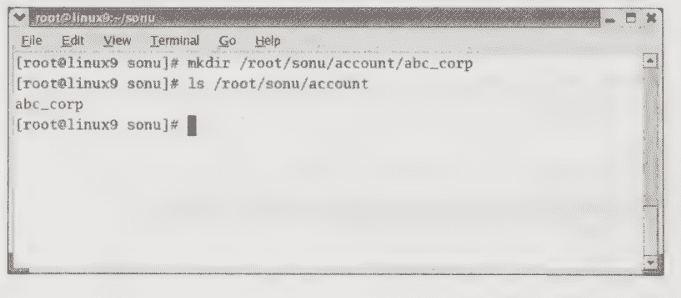 root@linux9:~/sonu
File Edit View Terminal Go Help
[root@linux9 sonu]# mkdir /root/sonu/account/abc_corp
[root@linux9 sonu]# ls /root/sonu/account
abc_corp
[root@linux9 sonu]#